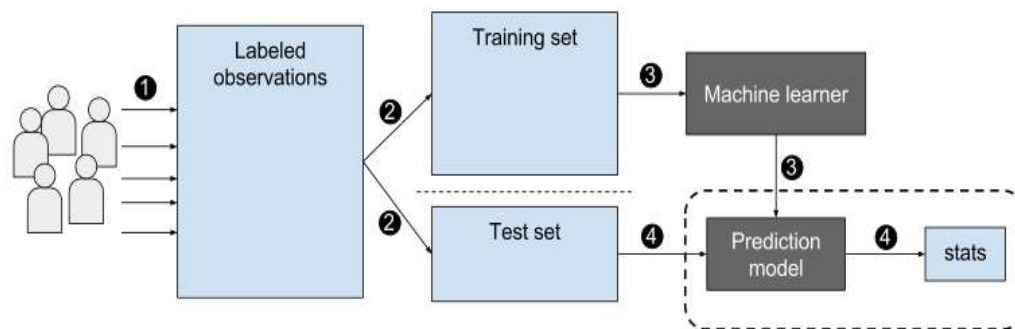 1
Labeled
observations
2
2
Training set
Test set
3
Machine learner
3
4
Prediction
model
4
stats